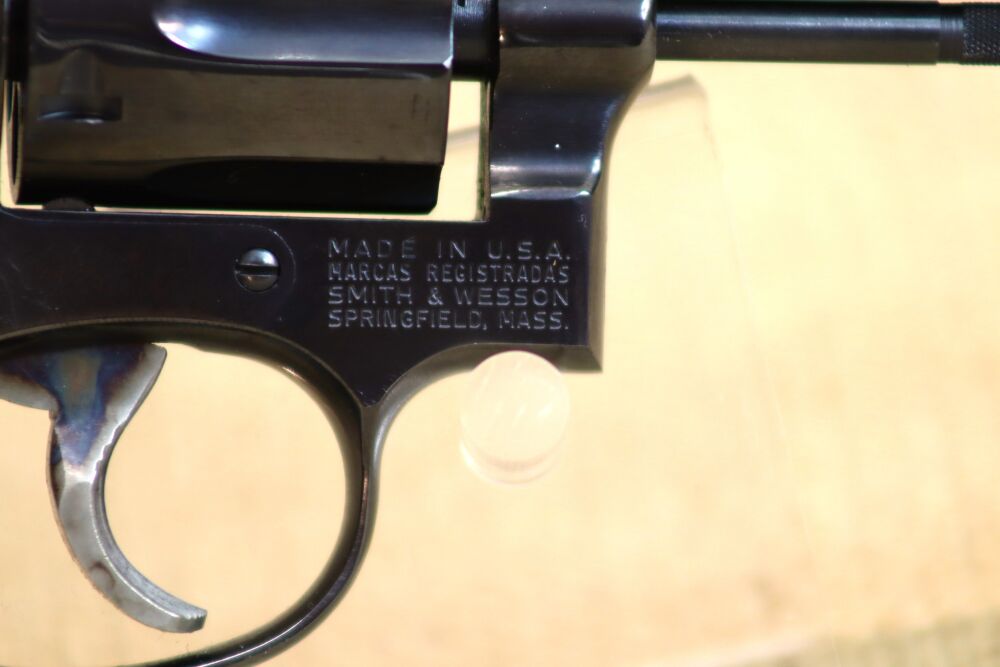 MADE IN U.S.A.
MARCAS REGISTRADAS
SMITH & WESSON
SPRINGFIELD, MASS.